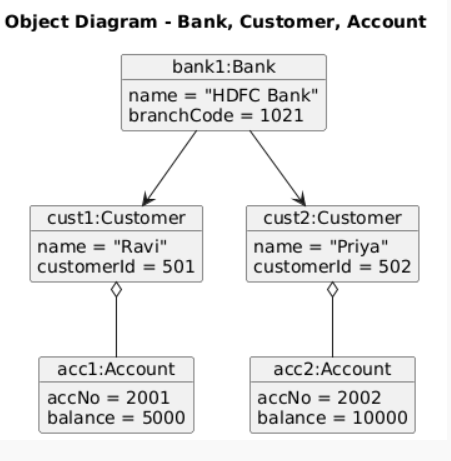 Object Diagram - Bank, Customer, Account
bank1:Bank
name = "HDFC Bank"
branchCode = 1021
cust1:Customer
name = "Ravi"
customerId = 501
cust2:Customer
name = "Priya"
customerId = 502
acc1:Account
accNo = 2001
balance = 5000
acc2:Account
accNo = 2002
balance = 10000